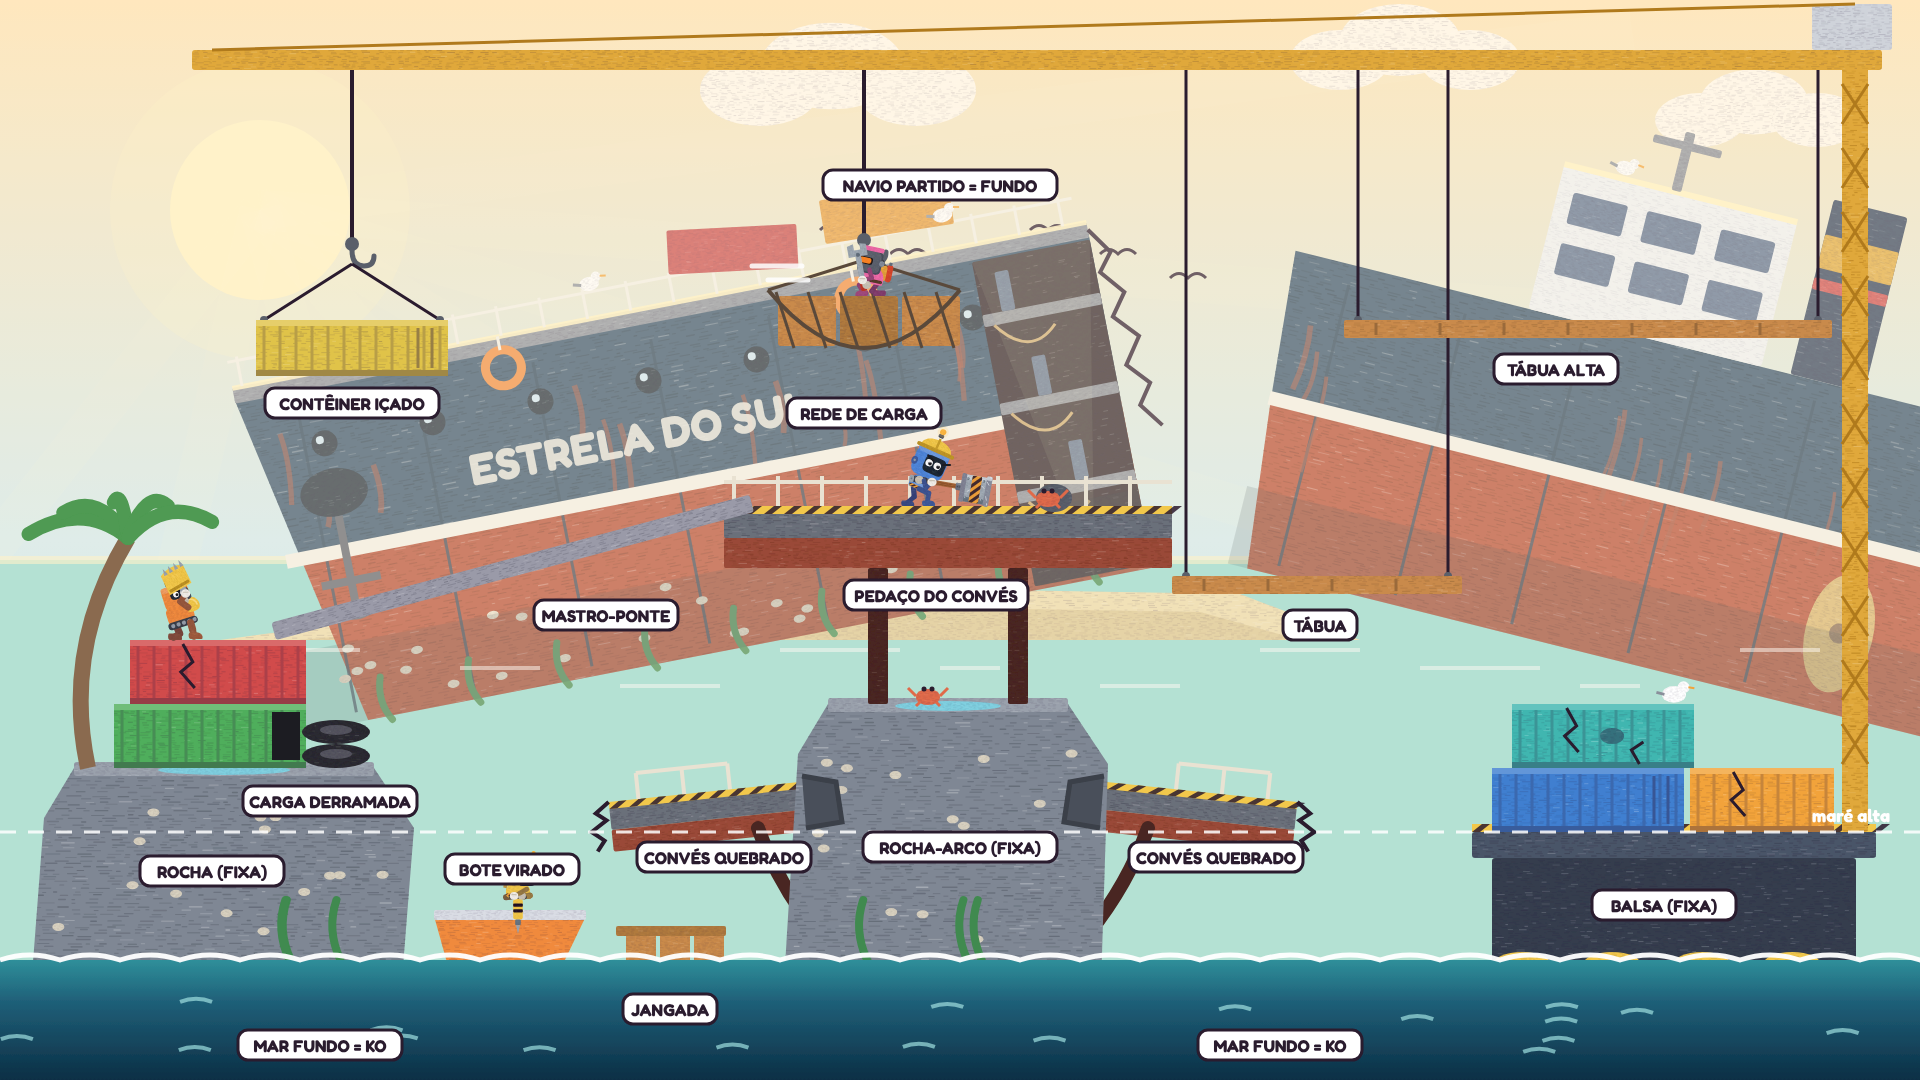 NAVIO PARTIDO = FUNDO
TÁBUA ALTA
CONTÊINER IÇADO
REDE DE CARGA
ESTRELA DO SU
PEDAÇO DO CONVÉS
MASTRO-PONTE
TÁBUA
CARGA DERRAMADA
maré alta
ROCHA-ARCO (FIXA)
CONVÉS QUEBRADO
CONVÉS QUEBRADO
ROCHA (FIXA)
BOTE VIRADO
BALSA (FIXA)
JANGADA
MAR FUNDO = KO
MAR FUNDO = KO